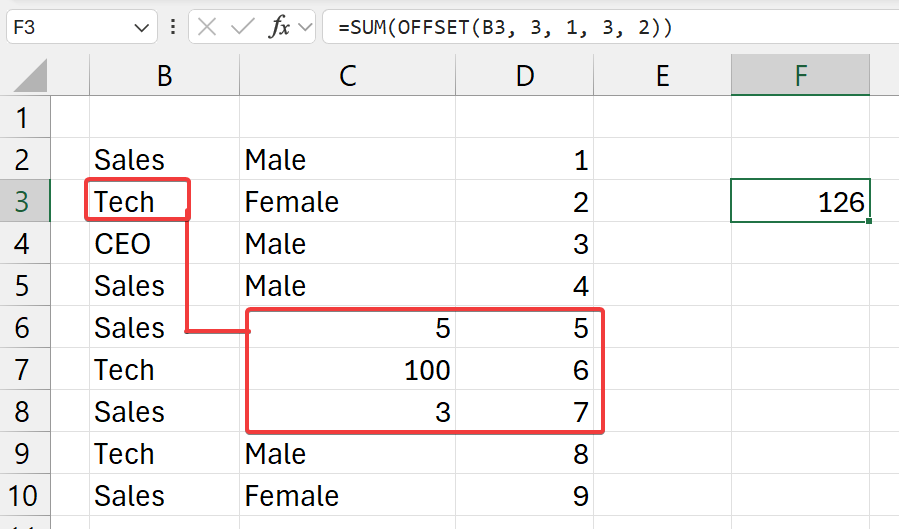 F3 fx =SUM(OFFSET(B3, 3, 1, 3, 2))
B C D E F
1
2 Sales Male 1
3 Tech Female 2 126
4 CEO Male 3
5 Sales Male 4
6 Sales 5 5
7 Tech 100 6
8 Sales 3 7
9 Tech Male 8
10 Sales Female 9